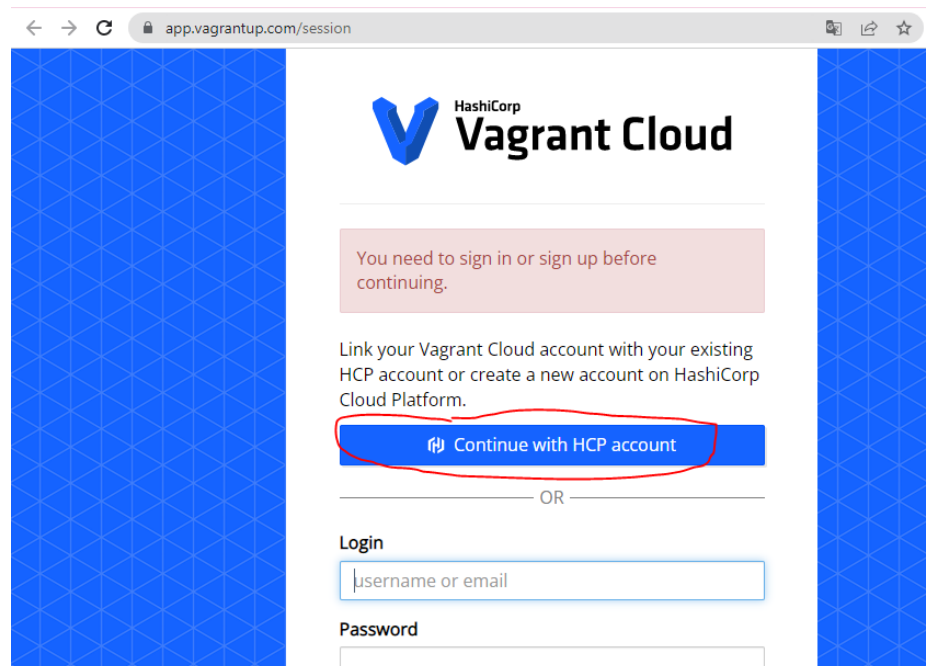 app.vagrantup.com/session
HashiCorp
Vagrant Cloud
You need to sign in or sign up before
continuing.
Link your Vagrant Cloud account with your existing
HCP account or create a new account on HashiCorp
Cloud Platform.
Continue with HCP account
OR
Login
username or email
Password